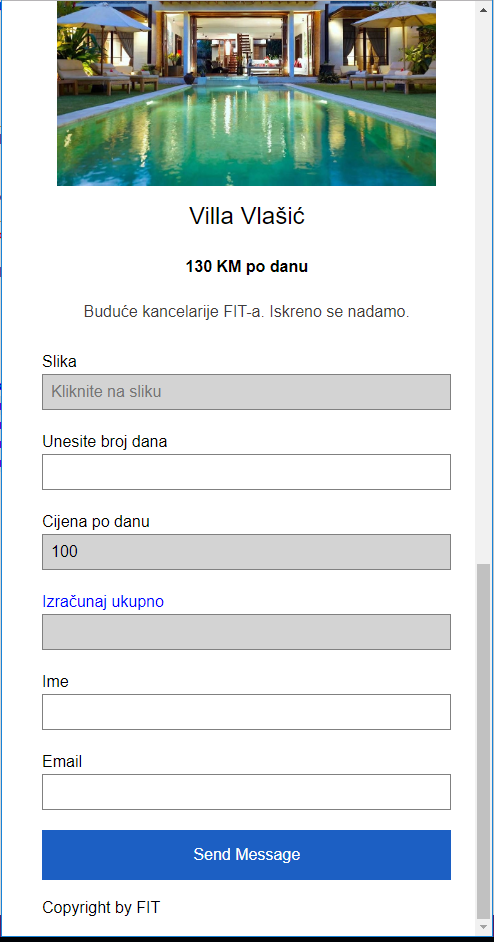 Villa Vlašić
130 KM po danu
Buduće kancelarije FIT-a. Iskreno se nadamo.
Slika
Kliknite na sliku
Unesite broj dana
Cijena po danu
100
Izračunaj ukupno
Ime
Email
Send Message
Copyright by FIT